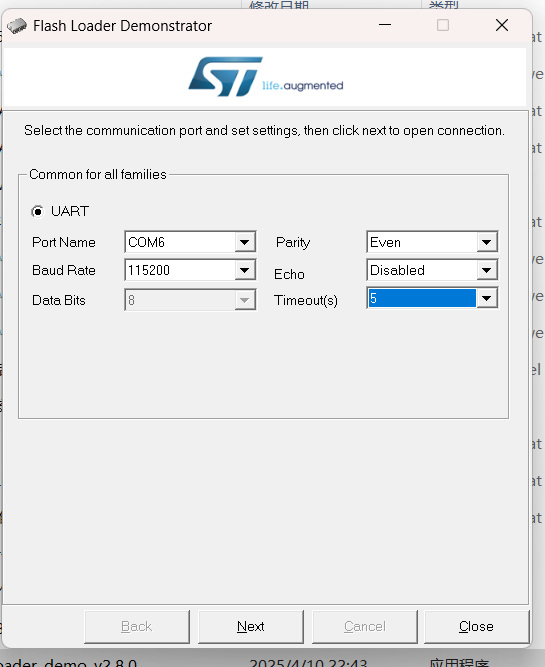 修改日期 类型
Flash Loader Demonstrator
ST life.augmented
Select the communication port and set settings, then click next to open connection.
Common for all families
UART
Port Name COM6 Parity Even
Baud Rate 115200 Echo Disabled
Data Bits 8 Timeout(s) 5
Back Next Cancel Close
oader_demo_v2.8.0 2025/4/10 22:43 应用程序